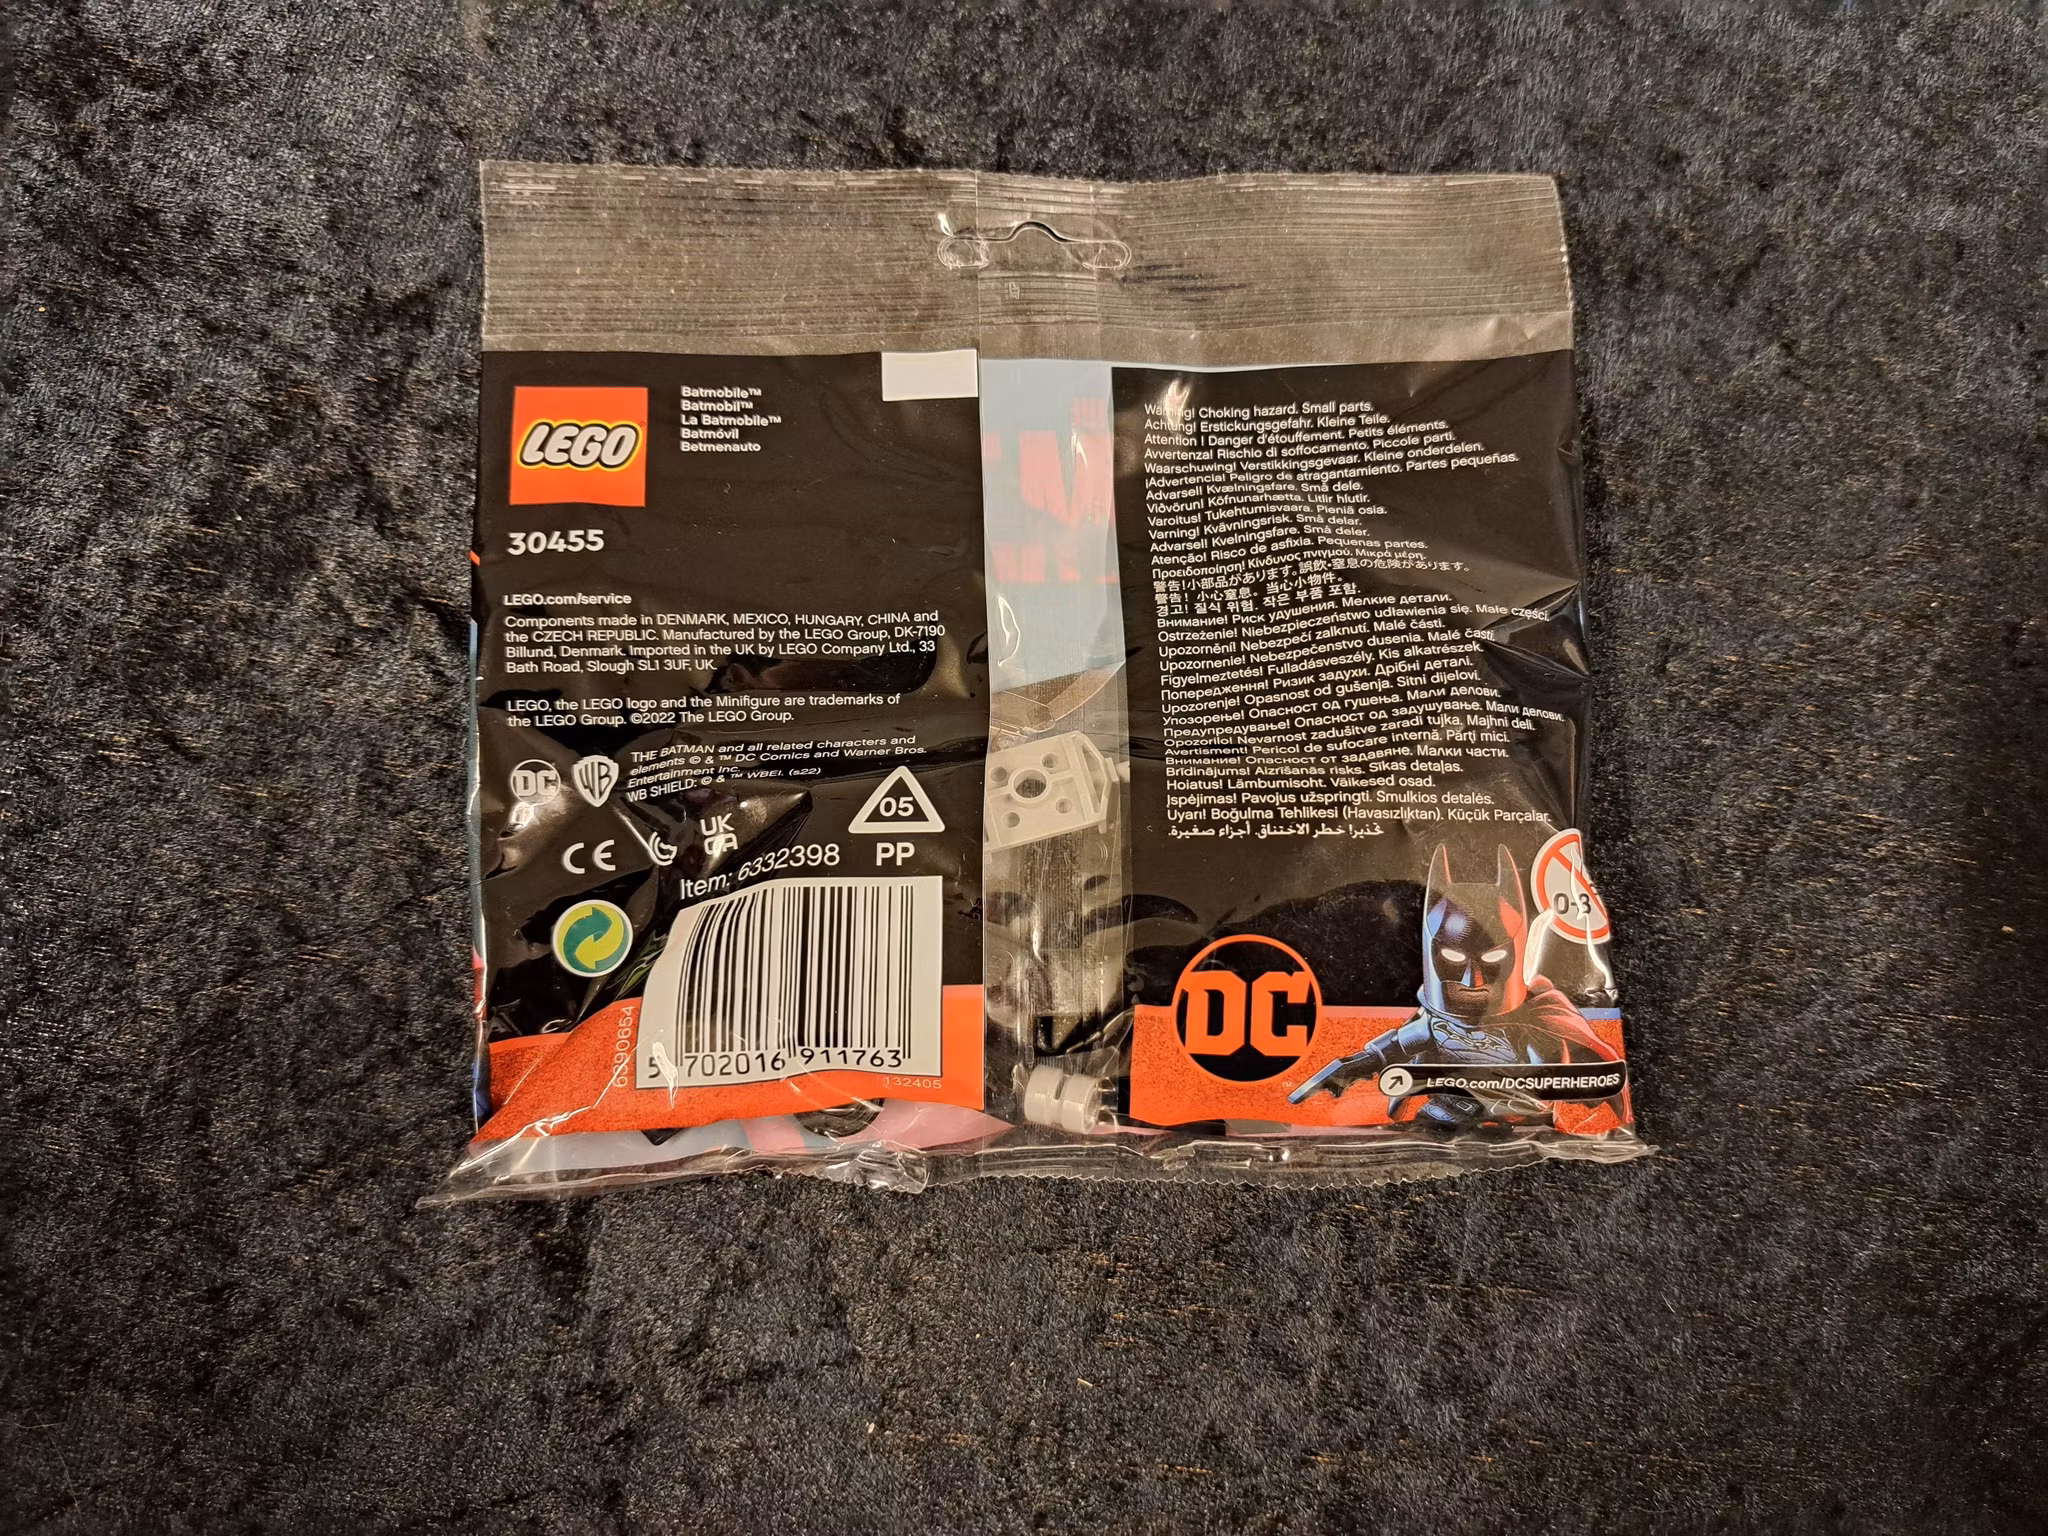 LEGO
Batmobile™
Batmobil™
La Batmobile™
Batmóvil
Betmenauto
30455
LEGO.com/service
Components made in DENMARK, MEXICO, HUNGARY, CHINA and
the CZECH REPUBLIC. Manufactured by the LEGO Group, DK-7190
Billund, Denmark. Imported in the UK by LEGO Company Ltd., 33
Bath Road, Slough SL1 3UF, UK.
LEGO, the LEGO logo and the Minifigure are trademarks of
the LEGO Group. ©2022 The LEGO Group.
DC
WB
THE BATMAN and all related characters and
elements © & ™ DC Comics and Warner Bros.
Entertainment Inc.
WB SHIELD: © & ™ WBEI. (s22)
CE
UK
CA
05
PP
Item: 6332398
6390654
5 702016 911763
132405
Warning! Choking hazard. Small parts.
Achtung! Erstickungsgefahr. Kleine Teile.
Attention ! Danger d'étouffement. Petits éléments.
Avvertenza! Rischio di soffocamento. Piccole parti.
Waarschuwing! Verstikkingsgevaar. Kleine onderdelen.
¡Advertencia! Peligro de atragantamiento. Partes pequeñas.
Advarsel! Kvælningsfare. Små dele.
Viðvörun! Köfnunarhætta. Litlir hlutir.
Varoitus! Tukehtumisvaara. Pieniä osia.
Varning! Kvävningsrisk. Små delar.
Advarsel! Kvelningsfare. Små deler.
Atenção! Risco de asfixia. Pequenas partes.
Προειδοποίηση! Κίνδυνος πνιγμού. Μικρά μέρη.
警告!小部品があります。誤飲・窒息の危険があります。
警告! 小心窒息。当心小物件。
경고! 질식 위험. 작은 부품 포함.
Внимание! Риск удушения. Мелкие детали.
Ostrzeżenie! Niebezpieczeństwo udławienia się. Małe części.
Upozornění! Nebezpečí zalknutí. Malé části.
Upozornenie! Nebezpečenstvo dusenia. Malé časti.
Figyelmeztetés! Fulladásveszély. Kis alkatrészek.
Попередження! Ризик задухи. Дрібні деталі.
Upozorenje! Opasnost od gušenja. Sitni dijelovi.
Упозорење! Опасност од гушења. Мали делови.
Предупредување! Опасност од задушување. Мали делови.
Opozorilo! Nevarnost zadušitve zaradi tujka. Majhni deli.
Avertisment! Pericol de sufocare internă. Părți mici.
Внимание! Опасност от задавяне. Малки части.
Brīdinājums! Aizrīšanās risks. Sīkas detaļas.
Hoiatus! Lämbumisoht. Väikesed osad.
Įspėjimas! Pavojus užspringti. Smulkios detalės.
Uyarı! Boğulma Tehlikesi (Havasızlıktan). Küçük Parçalar.
تحذير! خطر الاختناق. أجزاء صغيرة.
0-3
DC
LEGO.com/DCSUPERHEROES